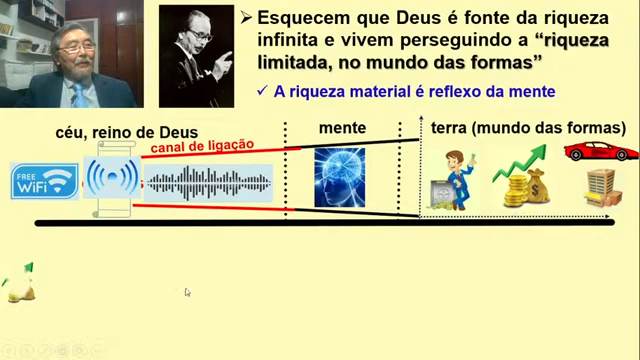 ➢ Esquecem que Deus é fonte da riqueza
infinita e vivem perseguindo a “riqueza
limitada, no mundo das formas”
✓ A riqueza material é reflexo da mente
céu, reino de Deus
mente
terra (mundo das formas)
canal de ligação
FREE
WiFi